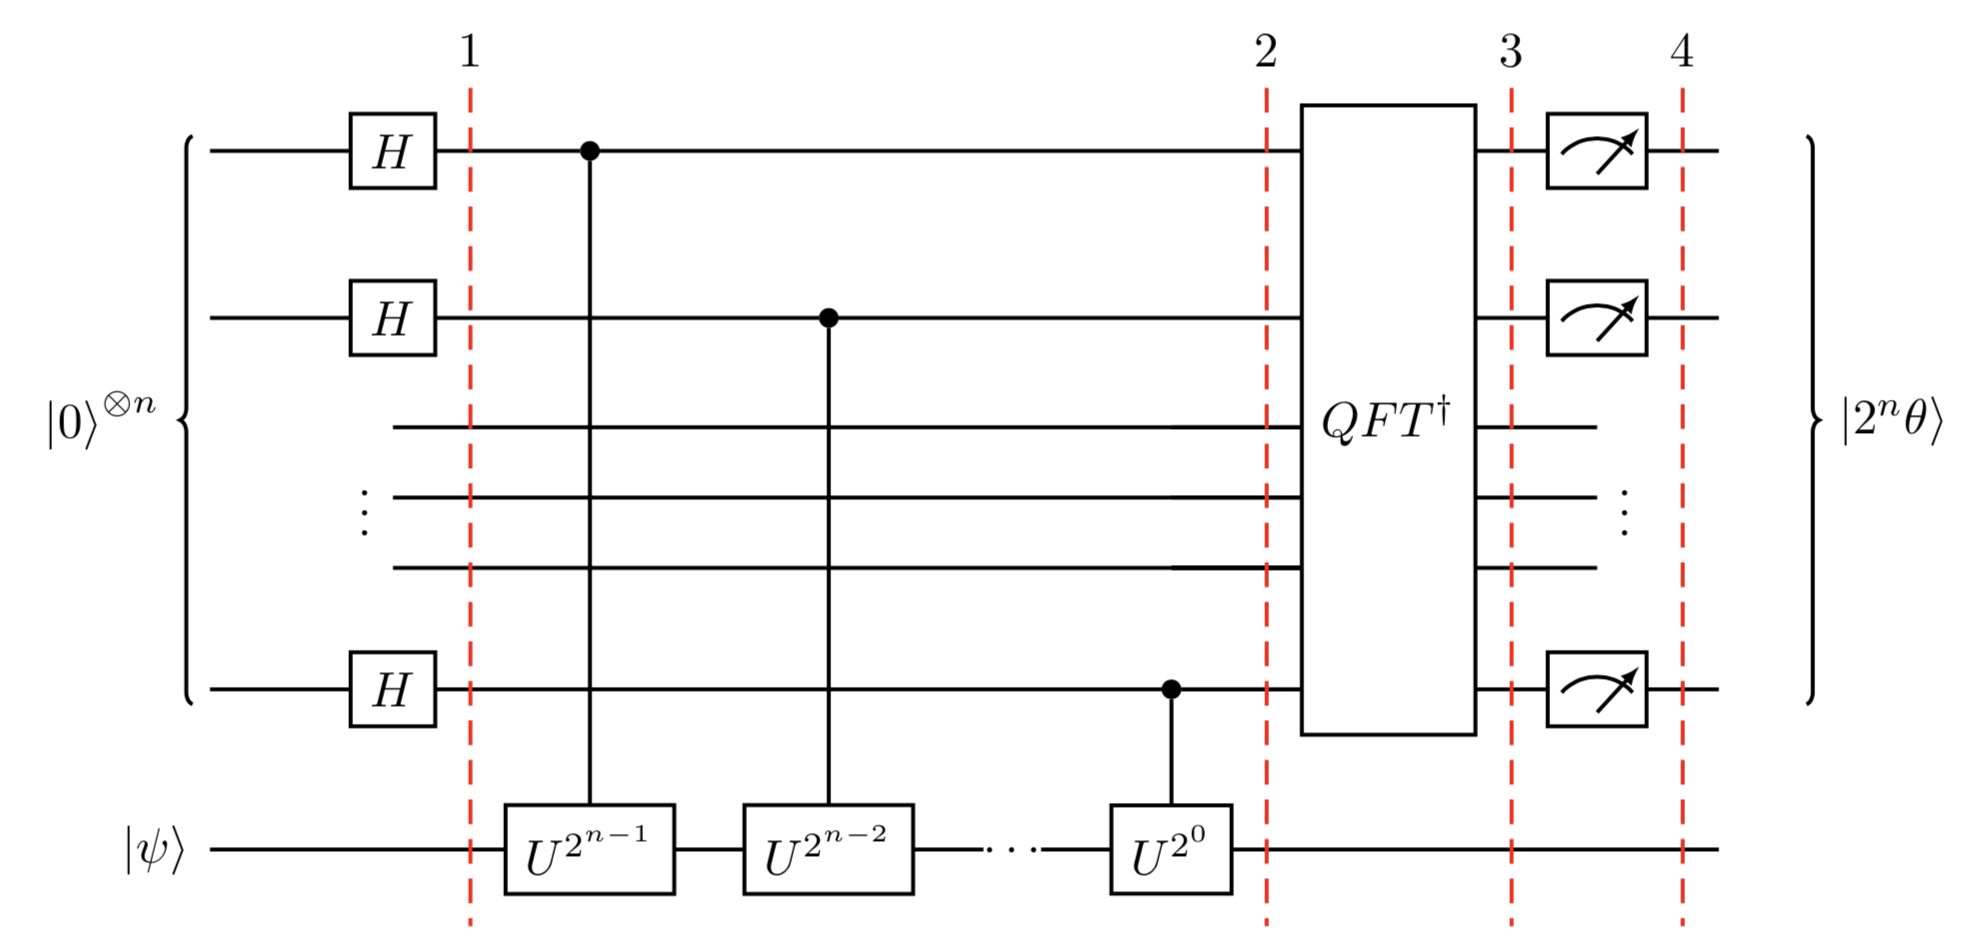 1 2 3 4
H
H
|0⟩^{⊗n} QFT^† |2^nθ⟩
⋮ ⋮
H
|ψ⟩ U^{2^{n−1}} U^{2^{n−2}} ⋯ U^{2^0}